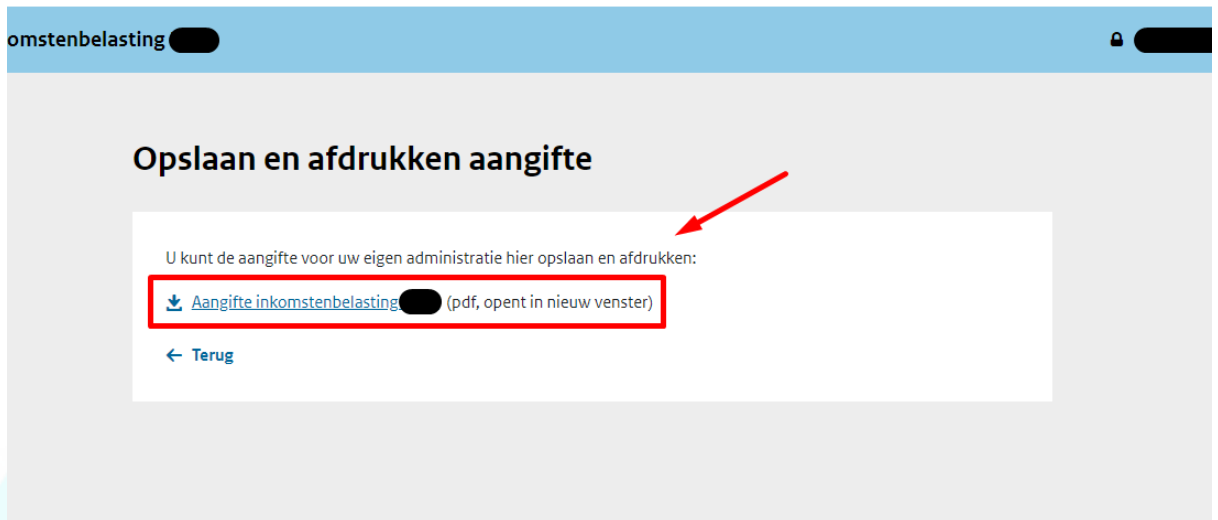 omstenbelasting
Opslaan en afdrukken aangifte
U kunt de aangifte voor uw eigen administratie hier opslaan en afdrukken:
Aangifte inkomstenbelasting (pdf, opent in nieuw venster)
← Terug